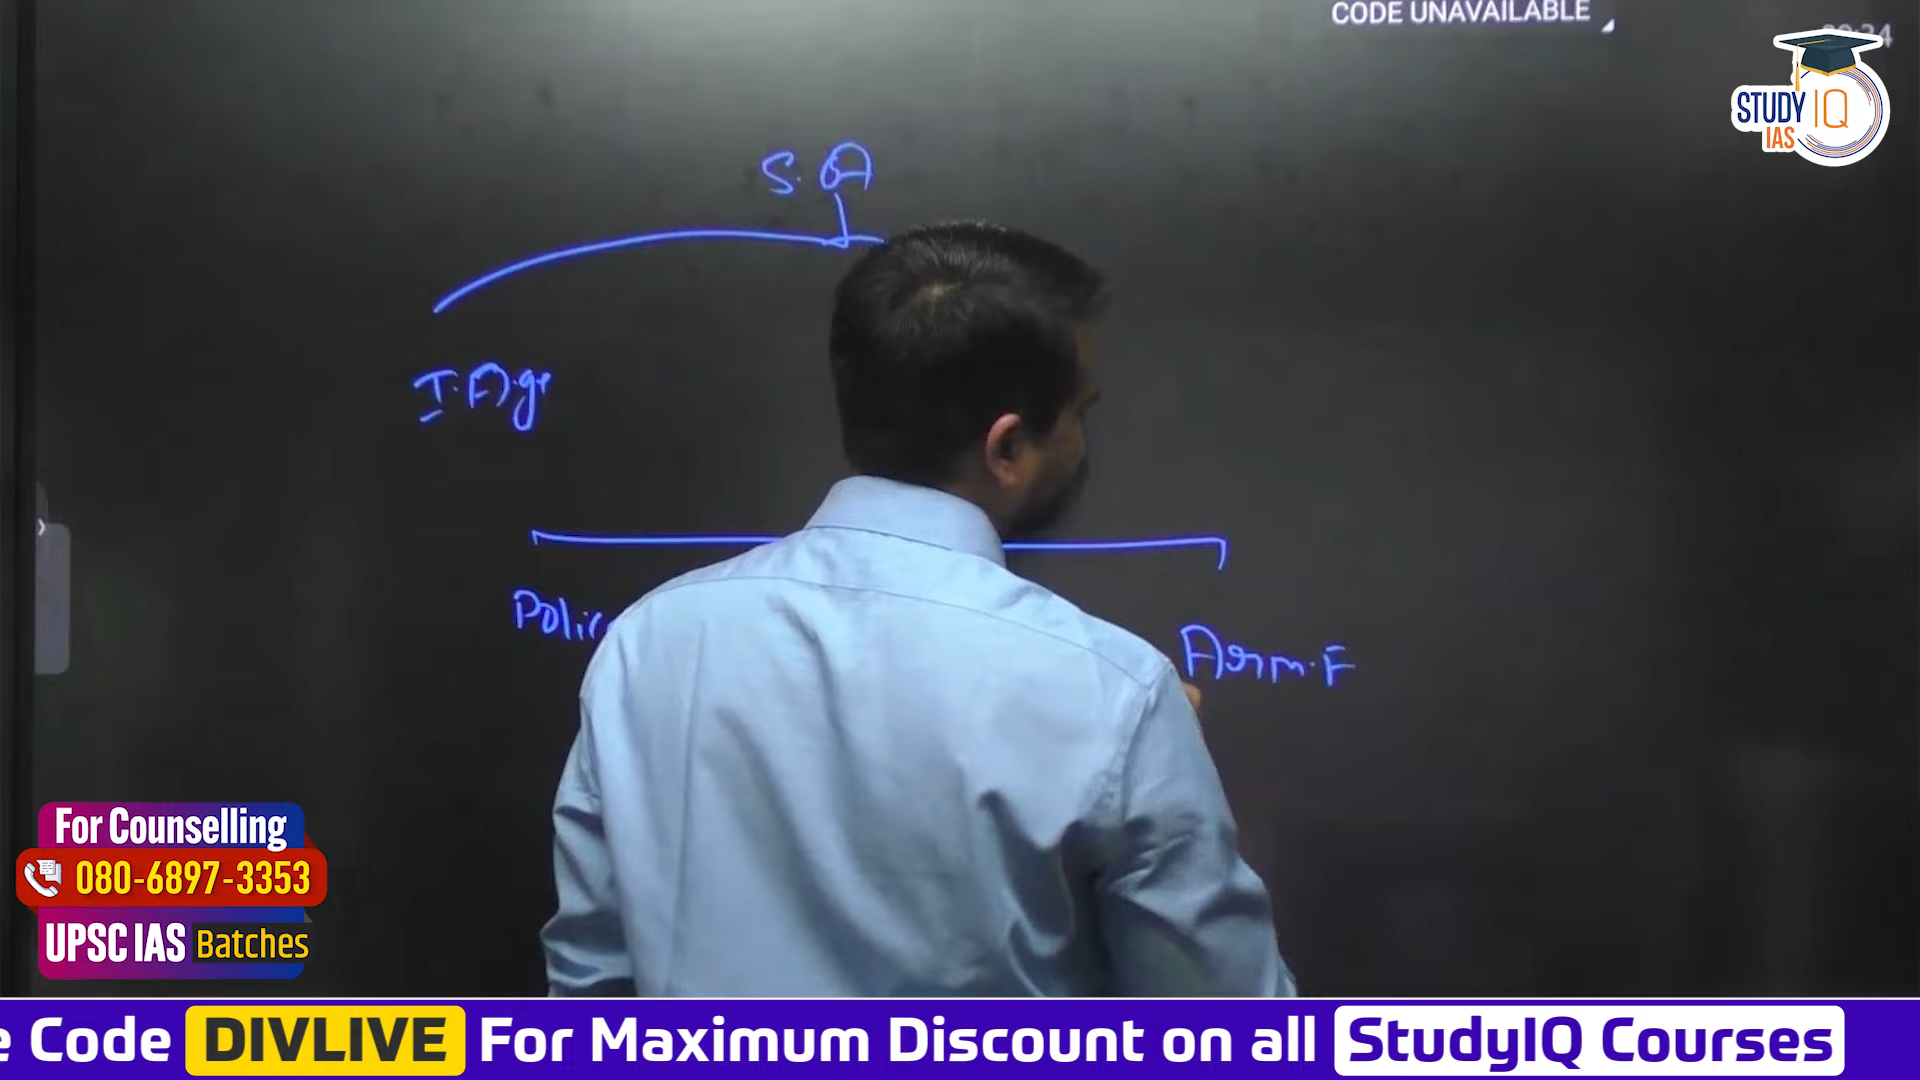 CODE UNAVAILABLE
STUDY IQ
IAS
S. A
I. A.ge
Polic
Arm. F
For Counselling
080-6897-3353
UPSC IAS Batches
e Code DIVLIVE For Maximum Discount on all StudyIQ Courses